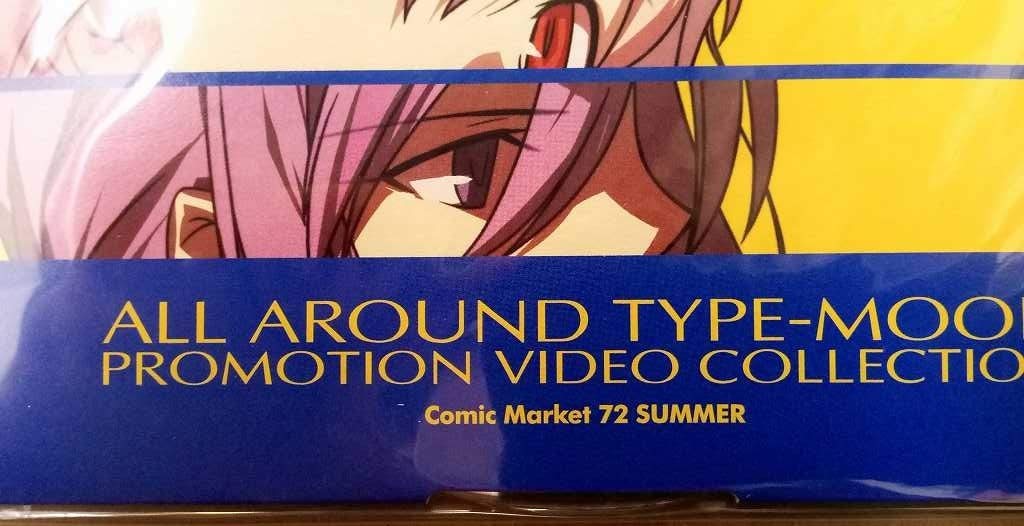 ALL AROUND TYPE-MOO
PROMOTION VIDEO COLLECTIO
Comic Market 72 SUMMER